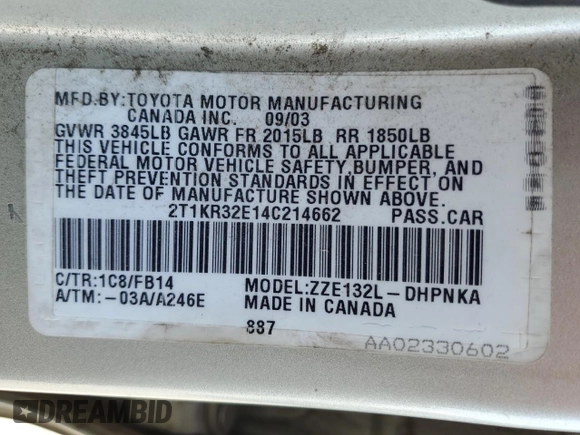 MFD.BY:TOYOTA MOTOR MANUFACTURING
CANADA INC. 09/03
GVWR 3845LB GAWR FR 2015LB RR 1850LB
THIS VEHICLE CONFORMS TO ALL APPLICABLE
FEDERAL MOTOR VEHICLE SAFETY,BUMPER, AND
THEFT PREVENTION STANDARDS IN EFFECT ON
THE DATE OF MANUFACTURE SHOWN ABOVE.
2T1KR32E14C214662 PASS.CAR
C/TR:1C8/FB14 MODEL:ZZE132L-DHPNKA
A/TM:-03A/A246E MADE IN CANADA
887
AA02330602
DREAMBID